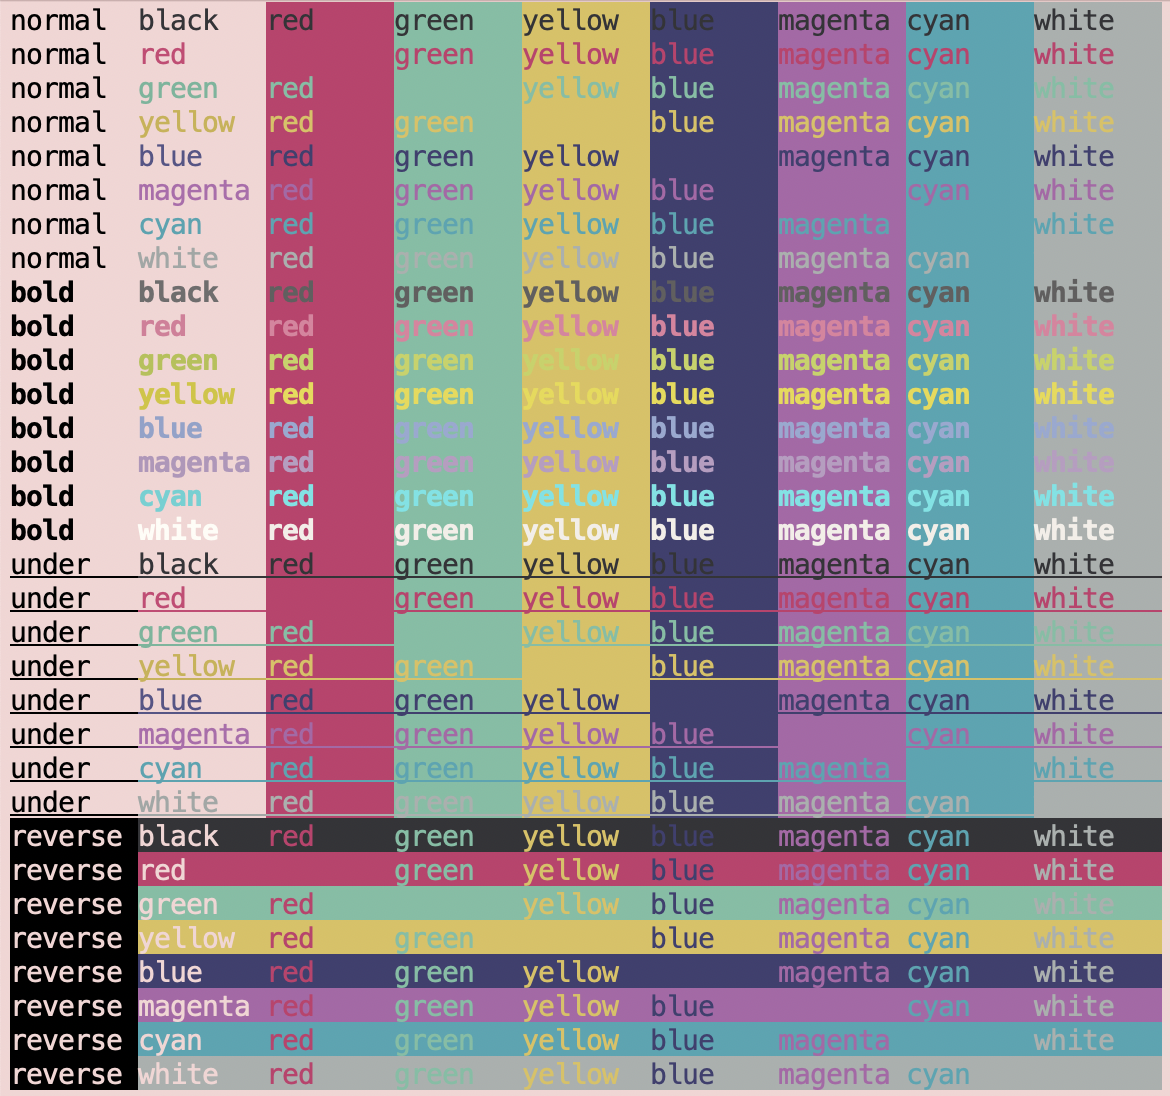 normal black red green yellow blue magenta cyan white
normal red green yellow blue magenta cyan white
normal green red yellow blue magenta cyan white
normal yellow red green blue magenta cyan white
normal blue red green yellow magenta cyan white
normal magenta red green yellow blue cyan white
normal cyan red green yellow blue magenta white
normal white red green yellow blue magenta cyan
bold black red green yellow blue magenta cyan white
bold red red green yellow blue magenta cyan white
bold green red green yellow blue magenta cyan white
bold yellow red green yellow blue magenta cyan white
bold blue red green yellow blue magenta cyan white
bold magenta red green yellow blue magenta cyan white
bold cyan red green yellow blue magenta cyan white
bold white red green yellow blue magenta cyan white
under black red green yellow blue magenta cyan white
under red green yellow blue magenta cyan white
under green red yellow blue magenta cyan white
under yellow red green blue magenta cyan white
under blue red green yellow magenta cyan white
under magenta red green yellow blue cyan white
under cyan red green yellow blue magenta white
under white red green yellow blue magenta cyan
reverse black red green yellow blue magenta cyan white
reverse red green yellow blue magenta cyan white
reverse green red yellow blue magenta cyan white
reverse yellow red green blue magenta cyan white
reverse blue red green yellow magenta cyan white
reverse magenta red green yellow blue cyan white
reverse cyan red green yellow blue magenta white
reverse white red green yellow blue magenta cyan